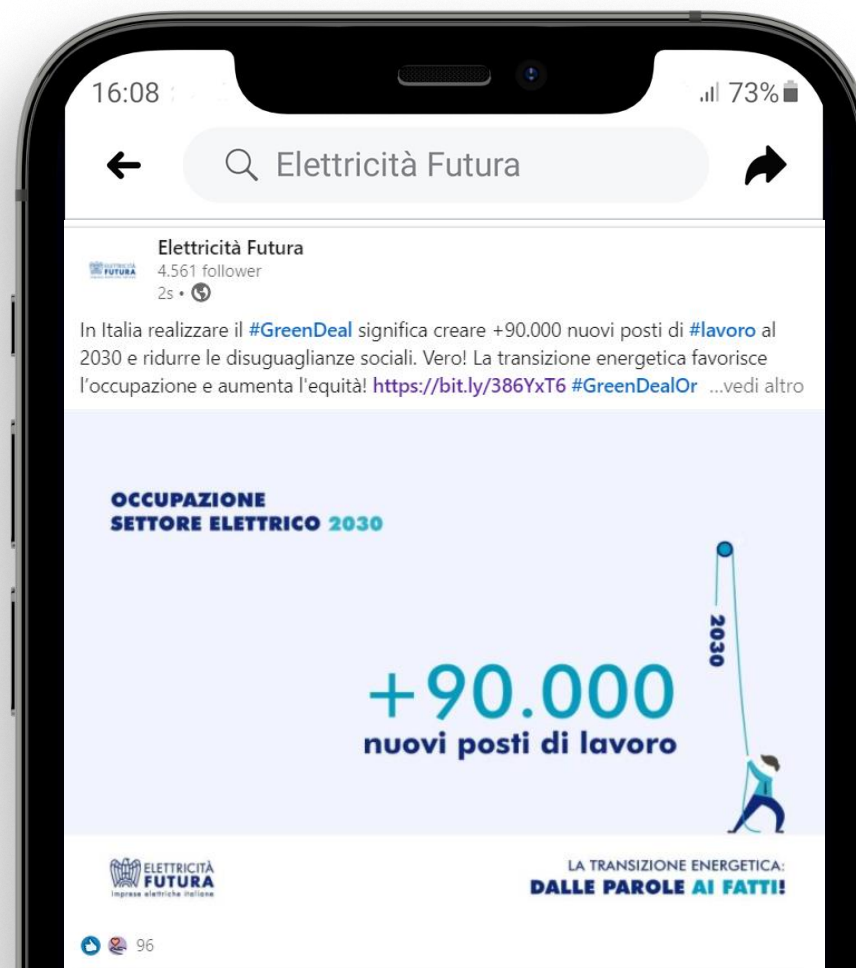 16:08
73%
Elettricità Futura
Elettricità Futura
4.561 follower
2s •
In Italia realizzare il #GreenDeal significa creare +90.000 nuovi posti di #lavoro al
2030 e ridurre le disuguaglianze sociali. Vero! La transizione energetica favorisce
l'occupazione e aumenta l'equità! https://bit.ly/386YxT6 #GreenDealOr ...vedi altro
OCCUPAZIONE
SETTORE ELETTRICO 2030
2030
+90.000
nuovi posti di lavoro
ELETTRICITÀ
FUTURA
imprese elettriche italiane
LA TRANSIZIONE ENERGETICA:
DALLE PAROLE AI FATTI!
96